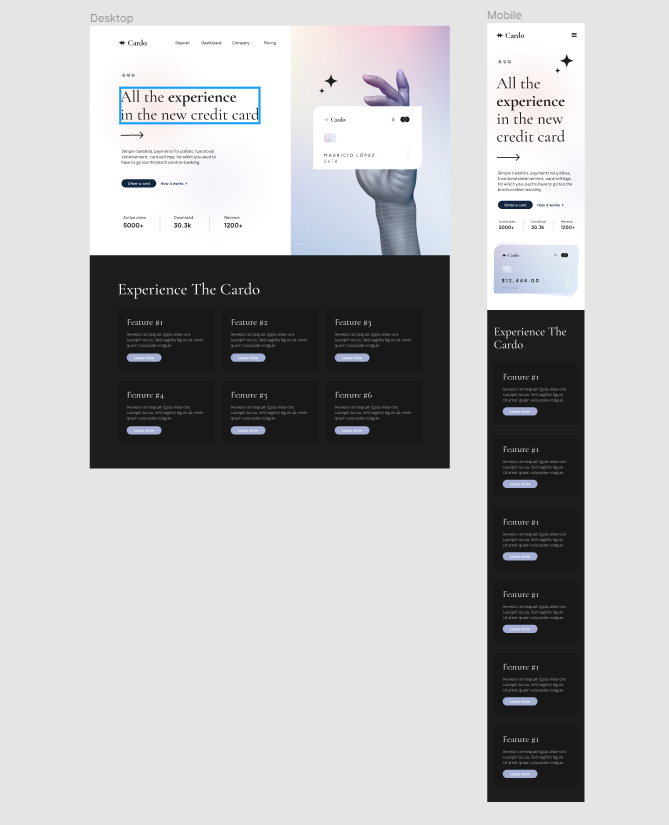 Desktop
Cardo
Deposit Dashboard Company Pricing
All the experience
in the new credit card
Simply transfers, payments for utilities, functional
statemement, card settings, for which you used to
have to go too the branch or online-banking.
Order a card How it works
Active users Download Reviews
5000+ 30.3k 1200+
Cardo
MAURICIO LÓPEZ
Experience The Cardo
Feature #1
Aenean consequat ligula vitae orci
suscipit luctus. Sed sagittis ligula sit amet
quam vulputate congue.
Learn more
Feature #2
Aenean consequat ligula vitae orci
suscipit luctus. Sed sagittis ligula sit amet
quam vulputate congue.
Learn more
Feature #3
Aenean consequat ligula vitae orci
suscipit luctus. Sed sagittis ligula sit amet
quam vulputate congue.
Learn more
Feature #4
Aenean consequat ligula vitae orci
suscipit luctus. Sed sagittis ligula sit amet
quam vulputate congue.
Learn more
Feature #5
Aenean consequat ligula vitae orci
suscipit luctus. Sed sagittis ligula sit amet
quam vulputate congue.
Learn more
Feature #6
Aenean consequat ligula vitae orci
suscipit luctus. Sed sagittis ligula sit amet
quam vulputate congue.
Learn more
Mobile
Cardo
All the
experience
in the new
credit card
Simply transfers, payments for utilities,
functional statemement, card settings,
for which you used to have to go too the
branch or online-banking.
Order a card How it works
Active users Download Reviews
5000+ 30.3k 1200+
Cardo
$12,446.00
Experience The
Cardo
Feature #1
Aenean consequat ligula vitae orci
suscipit luctus. Sed sagittis ligula
sit amet quam vulputate congue.
Learn more
Feature #1
Aenean consequat ligula vitae orci
suscipit luctus. Sed sagittis ligula
sit amet quam vulputate congue.
Learn more
Feature #1
Aenean consequat ligula vitae orci
suscipit luctus. Sed sagittis ligula
sit amet quam vulputate congue.
Learn more
Feature #1
Aenean consequat ligula vitae orci
suscipit luctus. Sed sagittis ligula
sit amet quam vulputate congue.
Learn more
Feature #1
Aenean consequat ligula vitae orci
suscipit luctus. Sed sagittis ligula
sit amet quam vulputate congue.
Learn more
Feature #1
Aenean consequat ligula vitae orci
suscipit luctus. Sed sagittis ligula
sit amet quam vulputate congue.
Learn more